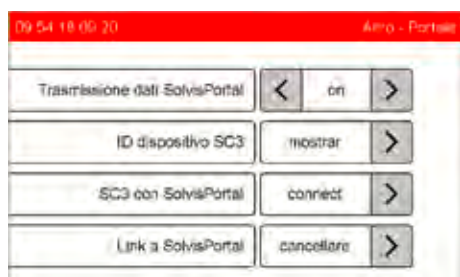 09:54 18.09.20 Altro - Portale
Trasmissione dati SolvisPortal < on >
ID dispositivo SC3 mostrar >
SC3 con SolvisPortal connect >
Link a SolvisPortal cancellare >